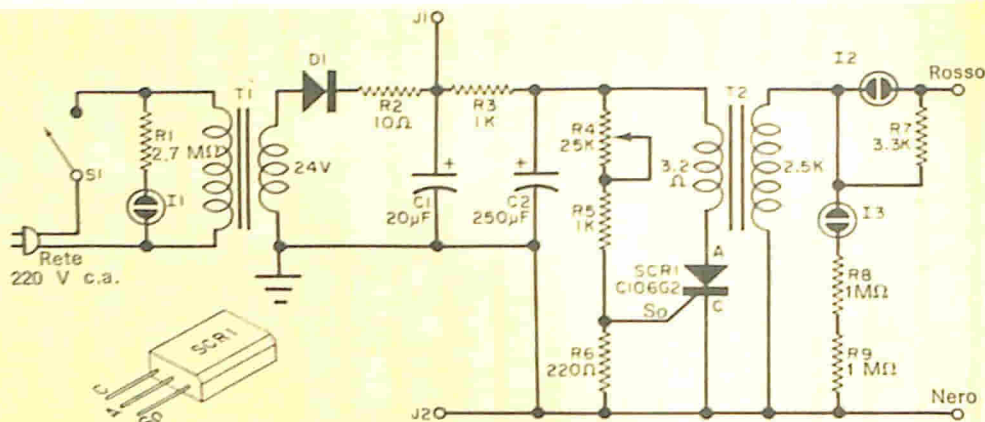 J1
D1
T1
R2
10Ω
R3
1K
R1
2.7 MΩ
I1
S1
24V
C1
20µF
+
C2
250µF
+
R4
25K
R5
1K
R6
220Ω
3.2
Ω
T2
2.5K
A
SCR1
C106G2
C
So
I2
Rosso
R7
3.3K
I3
R8
1MΩ
R9
1 MΩ
Nero
J2
Rete
220 V c.a.
SCR1
C
A